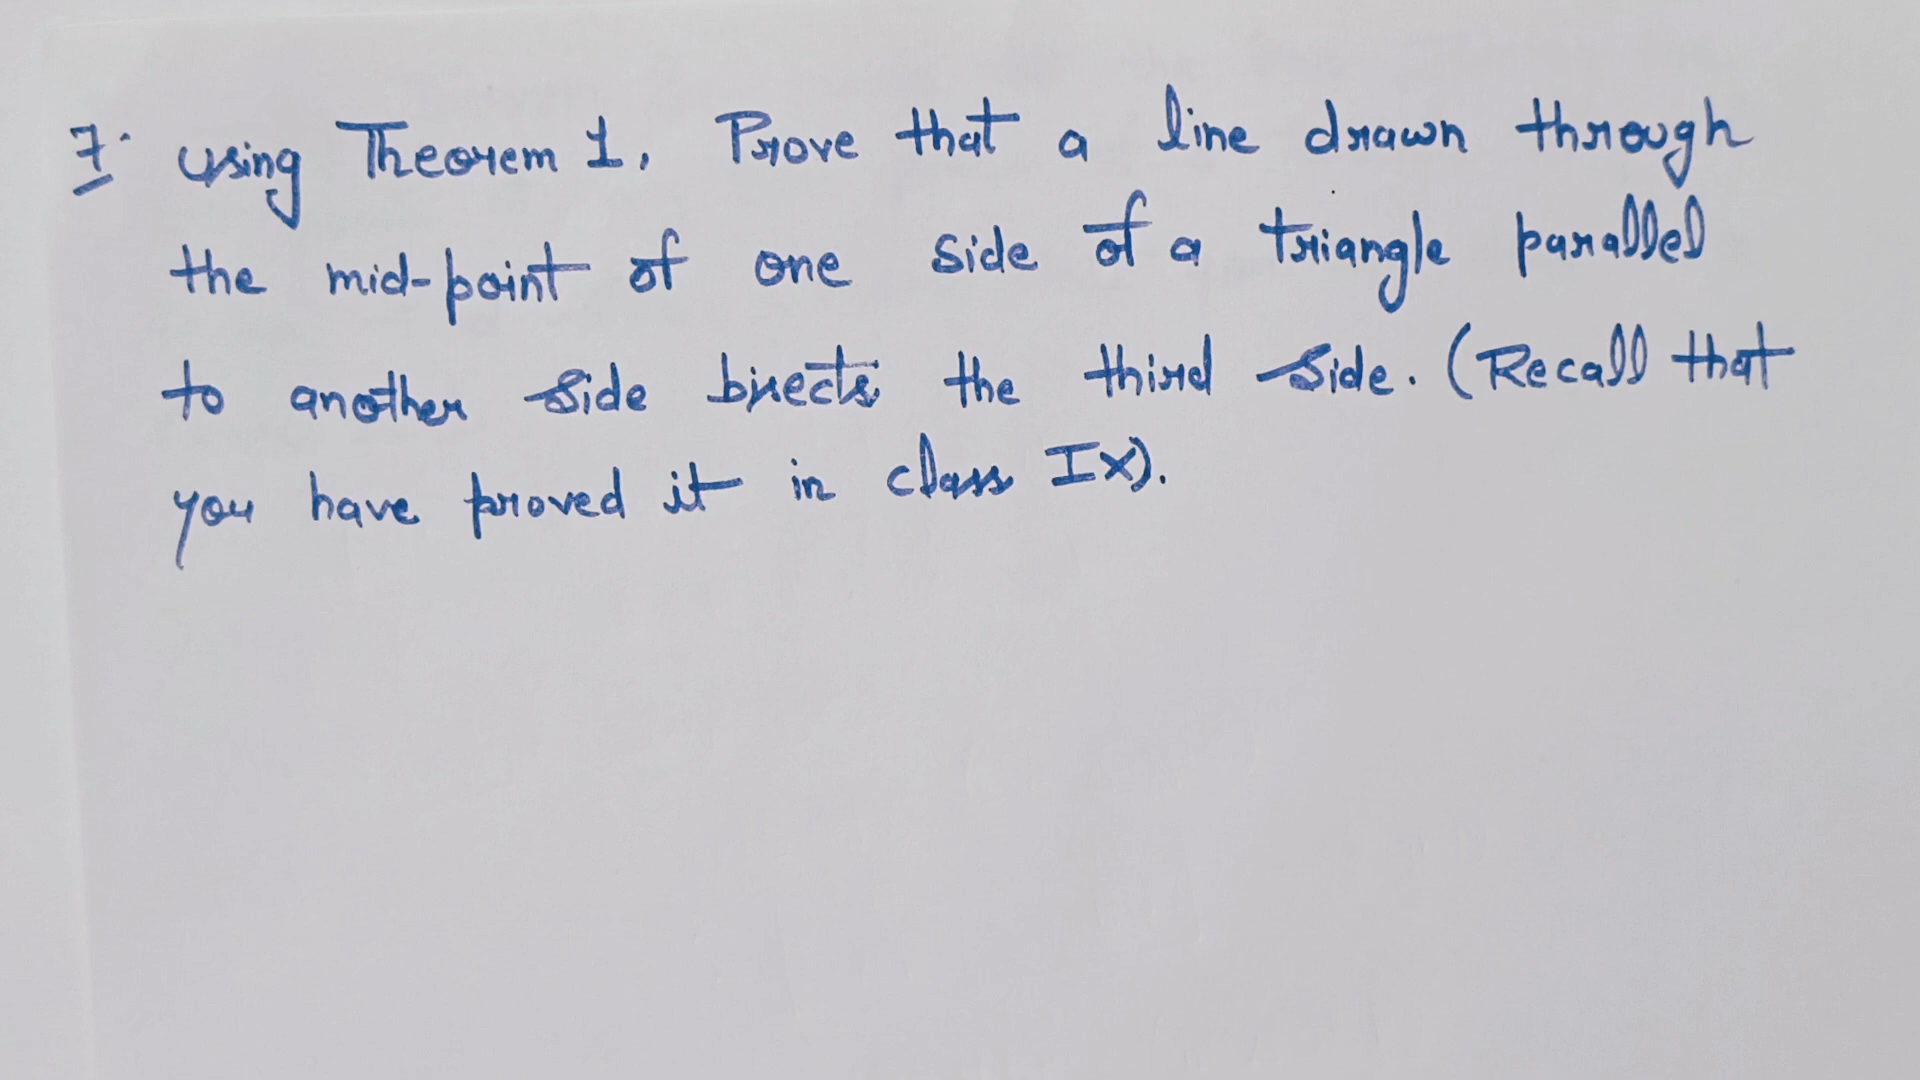 7. Using Theorem 1, Prove that a line drawn through
the mid-point of one side of a triangle parallel
to another side bisects the third side. (Recall that
you have proved it in class IX).